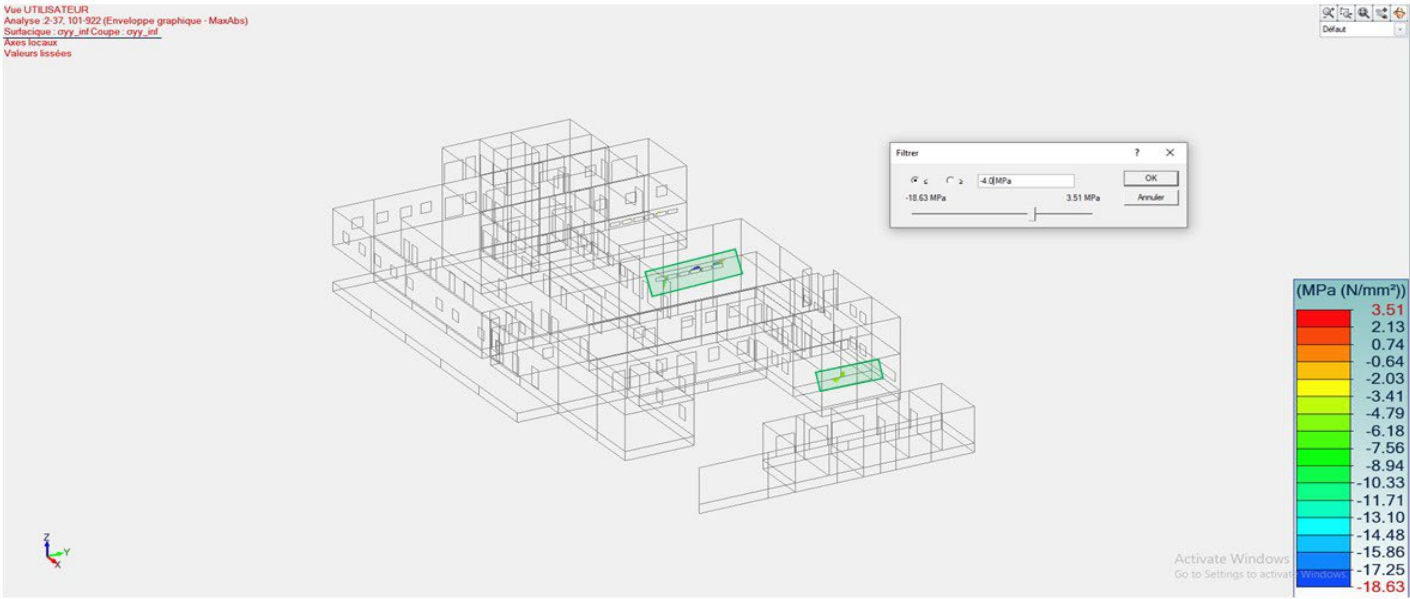 Vue UTILISATEUR
Analyse :2-37, 101-922 (Enveloppe graphique - MaxAbs)
Surfacique : σyy_inf Coupe : σyy_inf
Axes locaux
Valeurs lissées
Défaut
Filtrer
? X
≤ ≥ -4.0 MPa OK
-18.63 MPa 3.51 MPa Annuler
(MPa (N/mm²))
3.51
2.13
0.74
-0.64
-2.03
-3.41
-4.79
-6.18
-7.56
-8.94
-10.33
-11.71
-13.10
-14.48
-15.86
-17.25
-18.63
Z
Y
X
Activate Windows
Go to Settings to activate Windows.